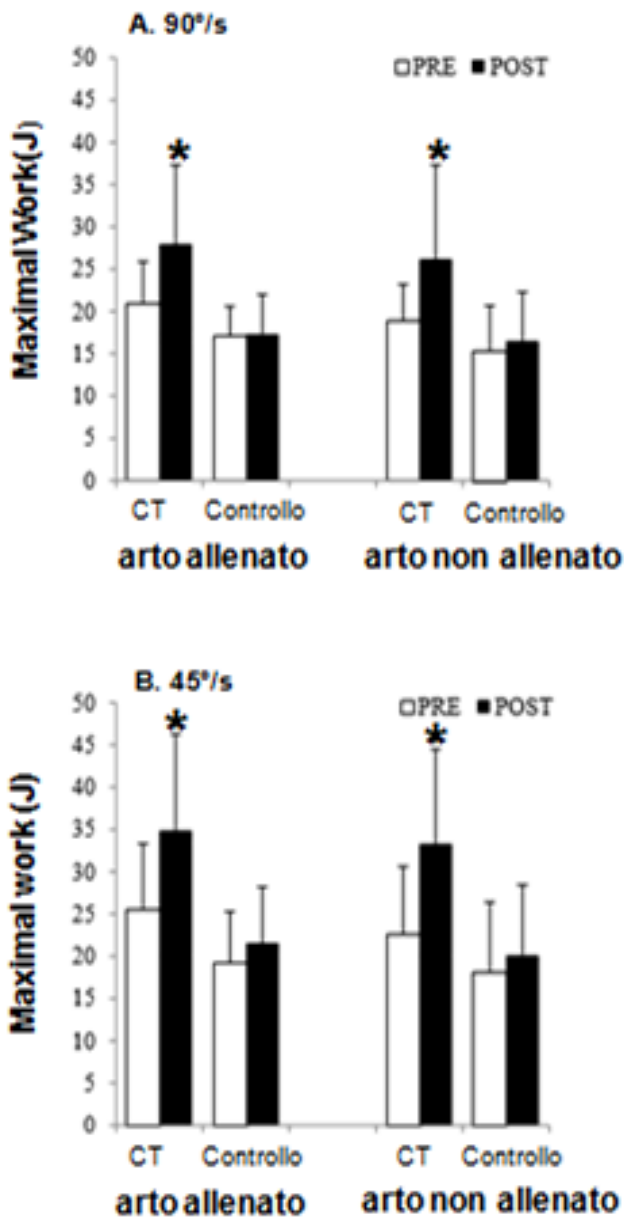 A. 90°/s
□PRE ■POST
Maximal Work(J)
50
45
40
35
30
25
20
15
10
5
0
*
*
CT Controllo CT Controllo
arto allenato arto non allenato
B. 45°/s
□PRE ■POST
Maximal work (J)
50
45
40
35
30
25
20
15
10
5
0
*
*
CT Controllo CT Controllo
arto allenato arto non allenato